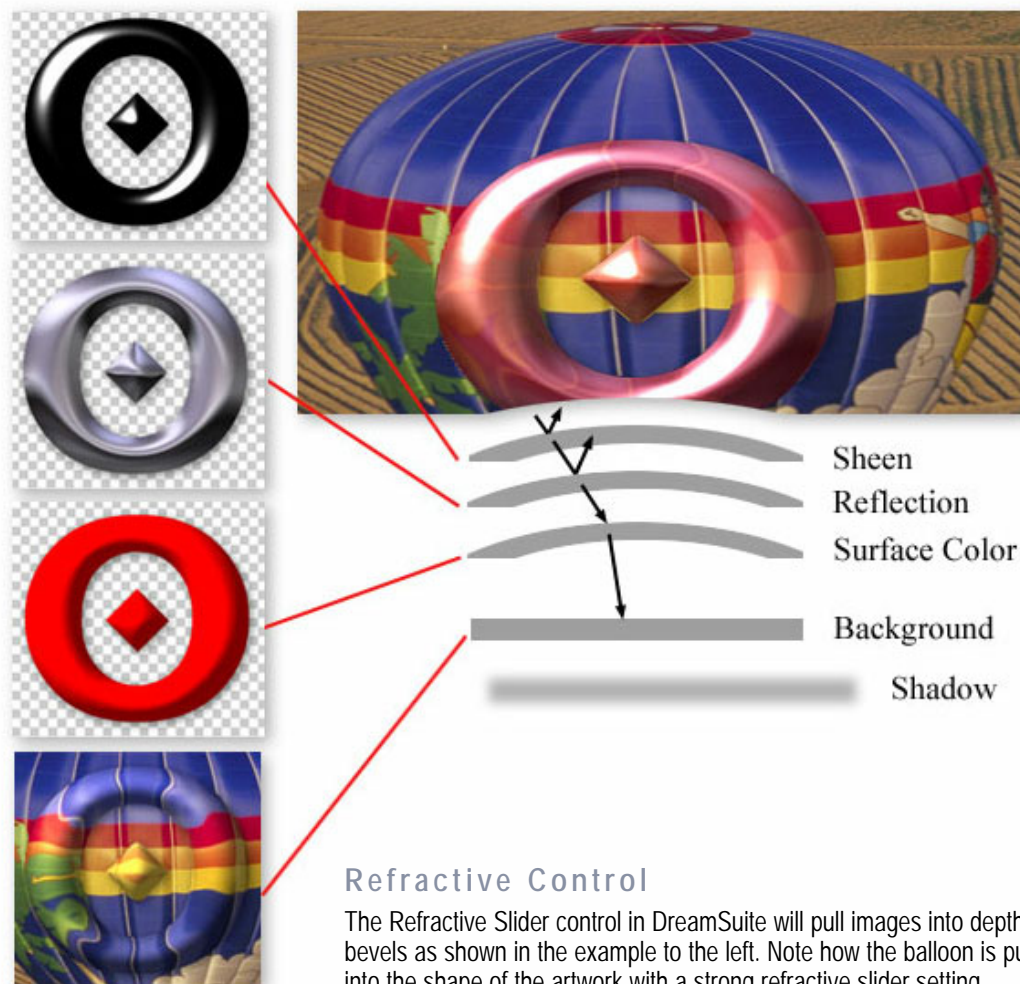 Sheen
Reflection
Surface Color
Background
Shadow
Refractive Control
The Refractive Slider control in DreamSuite will pull images into depth
bevels as shown in the example to the left. Note how the balloon is pu
into the shape of the artwork with a strong refractive slider setting